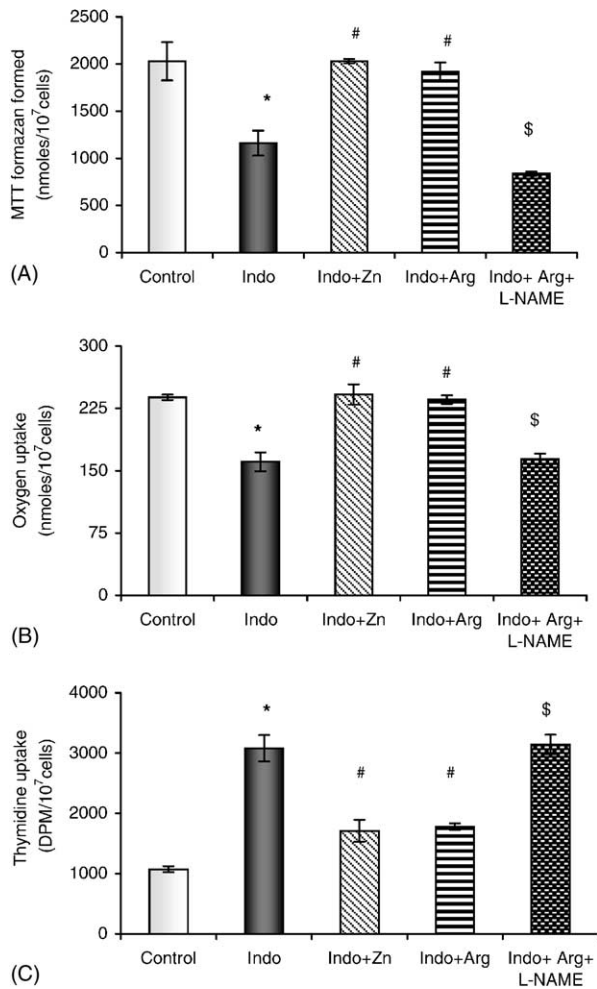 MTT formazan formed
(nmoles/10⁷cells)
2500
2000
1500
1000
500
0
*
#
#
$
Control Indo Indo+Zn Indo+Arg Indo+ Arg+
L-NAME
(A)
Oxygen uptake
(nmoles/10⁷cells)
300
225
150
75
0
*
#
#
$
Control Indo Indo+Zn Indo+Arg Indo+ Arg+
L-NAME
(B)
Thymidine uptake
(DPM/10⁷cells)
4000
3000
2000
1000
0
*
#
#
$
Control Indo Indo+Zn Indo+Arg Indo+ Arg+
L-NAME
(C)